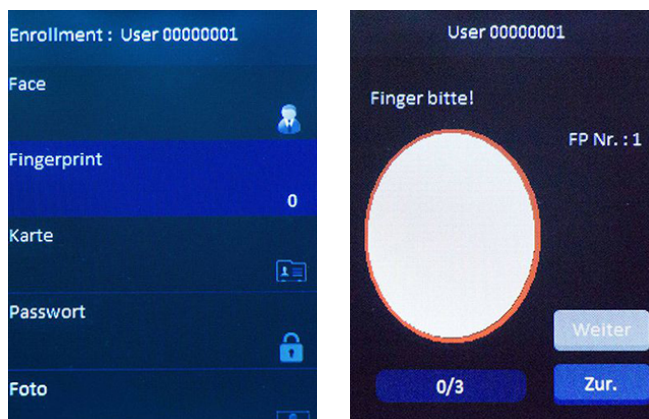 Enrollment : User 00000001
Face
Fingerprint
0
Karte
Passwort
Foto
User 00000001
Finger bitte!
FP Nr. : 1
Weiter
0/3
Zur.